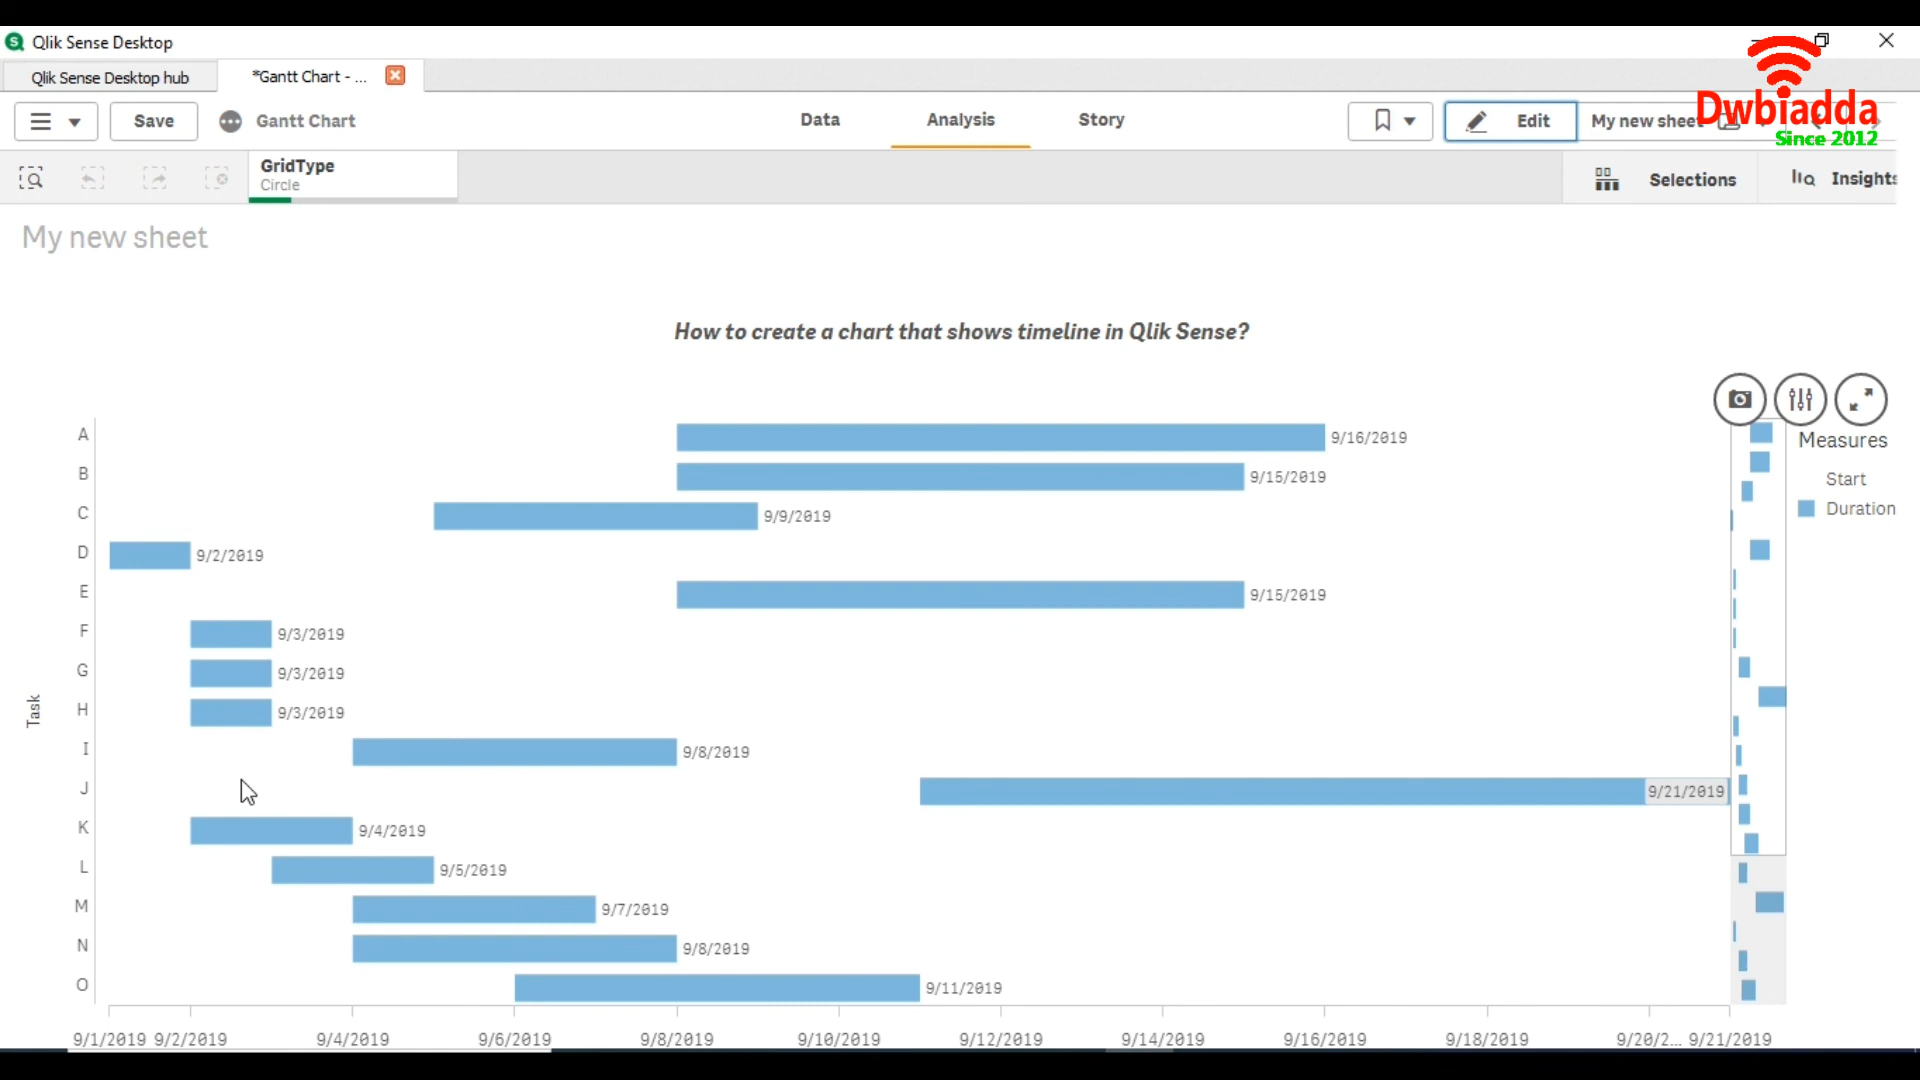 Qlik Sense Desktop
Qlik Sense Desktop hub
*Gantt Chart - ...
Save
Gantt Chart
Data
Analysis
Story
Edit
My new sheet
Dwbiadda
Since 2012
GridType
Circle
Selections
Insights
My new sheet
How to create a chart that shows timeline in Qlik Sense?
Measures
Start
Duration
Task
A 9/16/2019
B 9/15/2019
C 9/9/2019
D 9/2/2019
E 9/15/2019
F 9/3/2019
G 9/3/2019
H 9/3/2019
I 9/8/2019
J 9/21/2019
K 9/4/2019
L 9/5/2019
M 9/7/2019
N 9/8/2019
O 9/11/2019
9/1/2019 9/2/2019 9/4/2019 9/6/2019 9/8/2019 9/10/2019 9/12/2019 9/14/2019 9/16/2019 9/18/2019 9/20/2... 9/21/2019